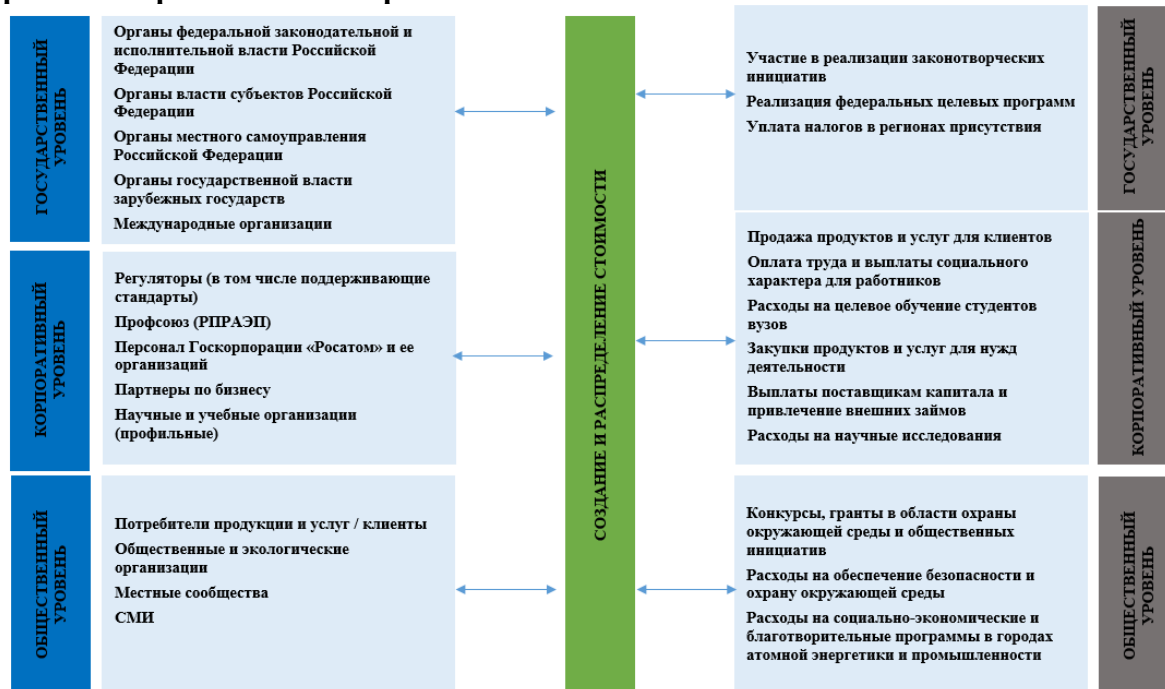 ГОСУДАРСТВЕННЫЙ
УРОВЕНЬ
Органы федеральной законодательной и
исполнительной власти Российской
Федерации
Органы власти субъектов Российской
Федерации
Органы местного самоуправления
Российской Федерации
Органы государственной власти
зарубежных государств
Международные организации
КОРПОРАТИВНЫЙ
УРОВЕНЬ
Регуляторы (в том числе поддерживающие
стандарты)
Профсоюз (РПРАЭП)
Персонал Госкорпорации «Росатом» и ее
организаций
Партнеры по бизнесу
Научные и учебные организации
(профильные)
ОБЩЕСТВЕННЫЙ
УРОВЕНЬ
Потребители продукции и услуг / клиенты
Общественные и экологические
организации
Местные сообщества
СМИ
СОЗДАНИЕ И РАСПРЕДЕЛЕНИЕ СТОИМОСТИ
Участие в реализации законотворческих
инициатив
Реализация федеральных целевых программ
Уплата налогов в регионах присутствия
ГОСУДАРСТВЕННЫЙ
УРОВЕНЬ
Продажа продуктов и услуг для клиентов
Оплата труда и выплаты социального
характера для работников
Расходы на целевое обучение студентов
вузов
Закупки продуктов и услуг для нужд
деятельности
Выплаты поставщикам капитала и
привлечение внешних займов
Расходы на научные исследования
КОРПОРАТИВНЫЙ УРОВЕНЬ
Конкурсы, гранты в области охраны
окружающей среды и общественных
инициатив
Расходы на обеспечение безопасности и
охрану окружающей среды
Расходы на социально-экономические и
благотворительные программы в городах
атомной энергетики и промышленности
ОБЩЕСТВЕННЫЙ
УРОВЕНЬ